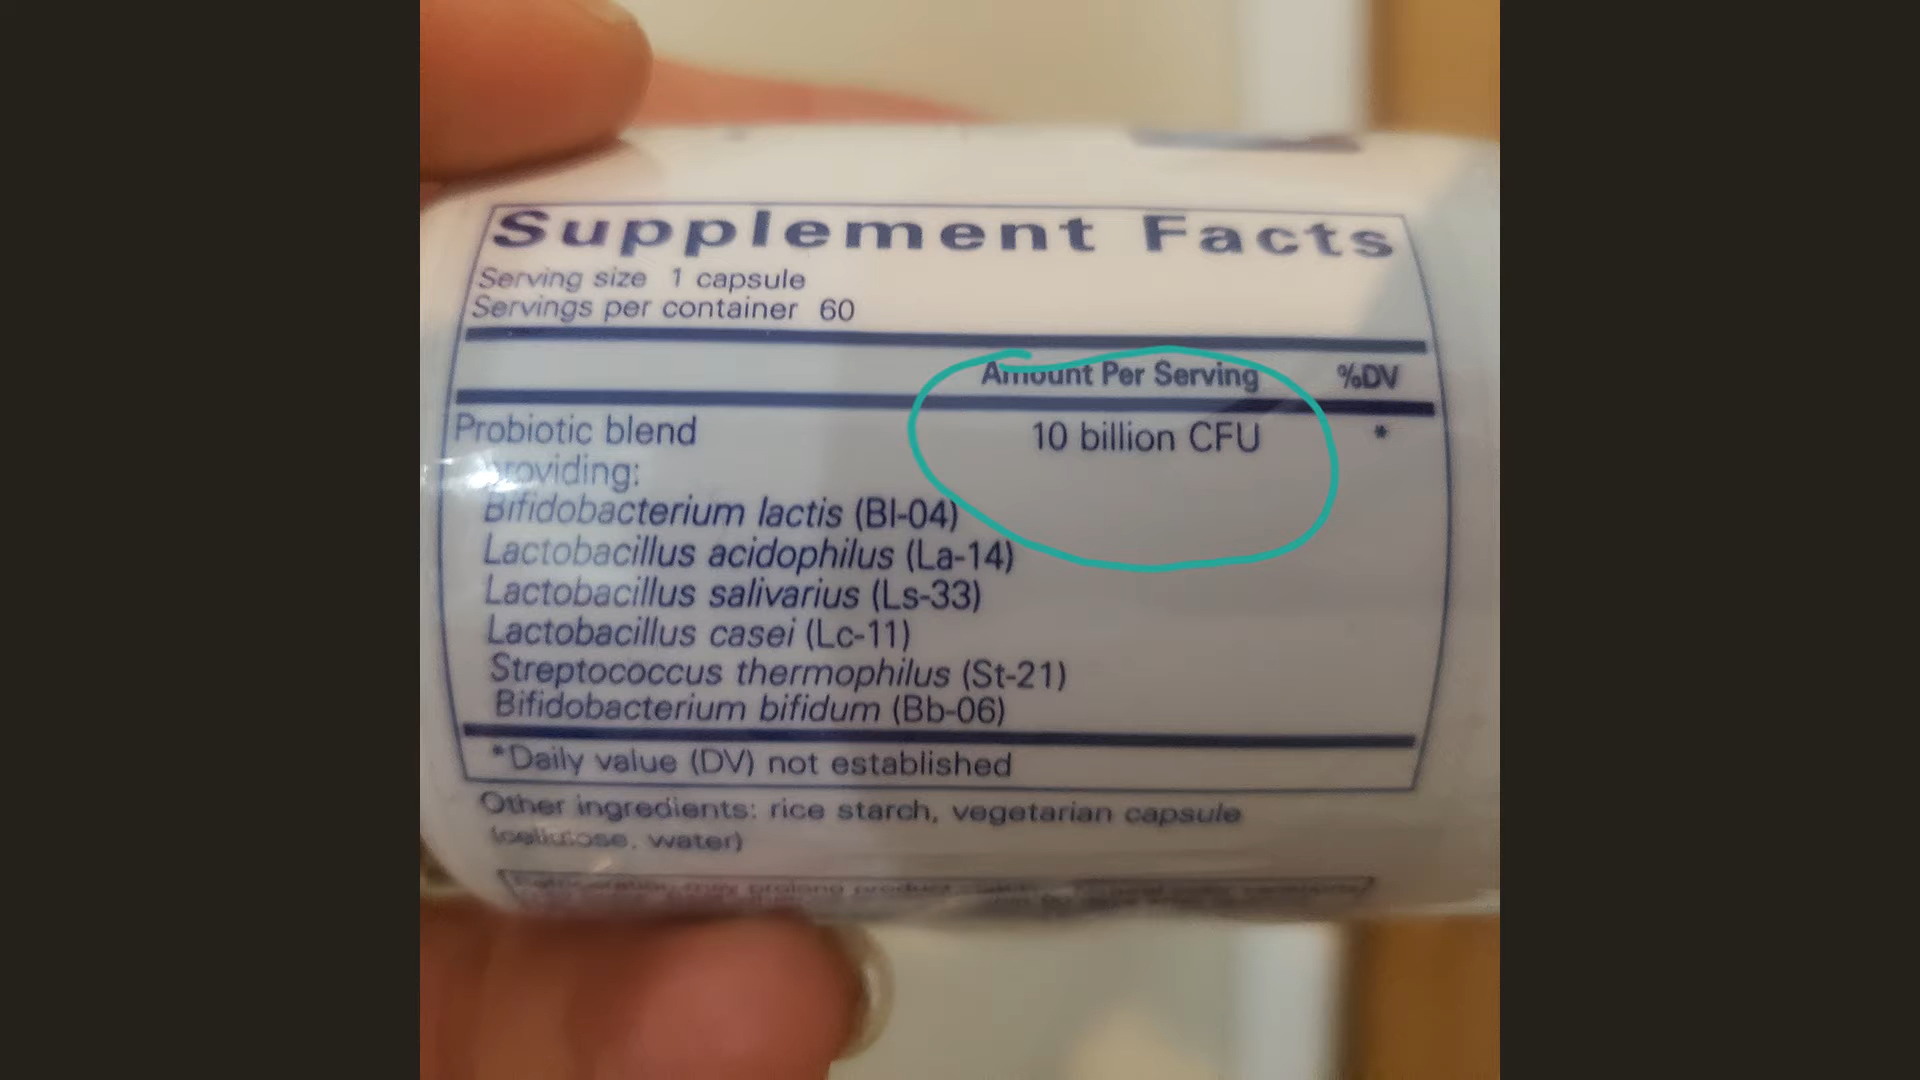 Supplement Facts
Serving size 1 capsule
Servings per container 60
Amount Per Serving %DV
Probiotic blend 10 billion CFU *
providing:
Bifidobacterium lactis (Bl-04)
Lactobacillus acidophilus (La-14)
Lactobacillus salivarius (Ls-33)
Lactobacillus casei (Lc-11)
Streptococcus thermophilus (St-21)
Bifidobacterium bifidum (Bb-06)
*Daily value (DV) not established
Other ingredients: rice starch, vegetarian capsule
(cellulose, water)
may prolong product